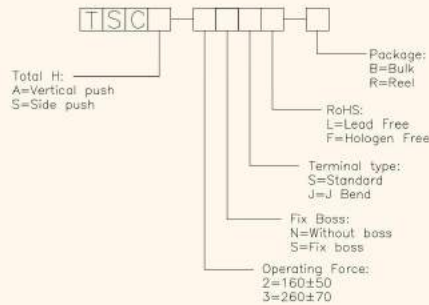 TSC
Package:
B=Bulk
R=Reel
Total H:
A=Vertical push
S=Side push
RoHS:
L=Lead Free
F=Hologen Free
Terminal type:
S=Standard
J=J Bend
Fix Boss:
N=Without boss
S=Fix boss
Operating Force:
2=160±50
3=260±70